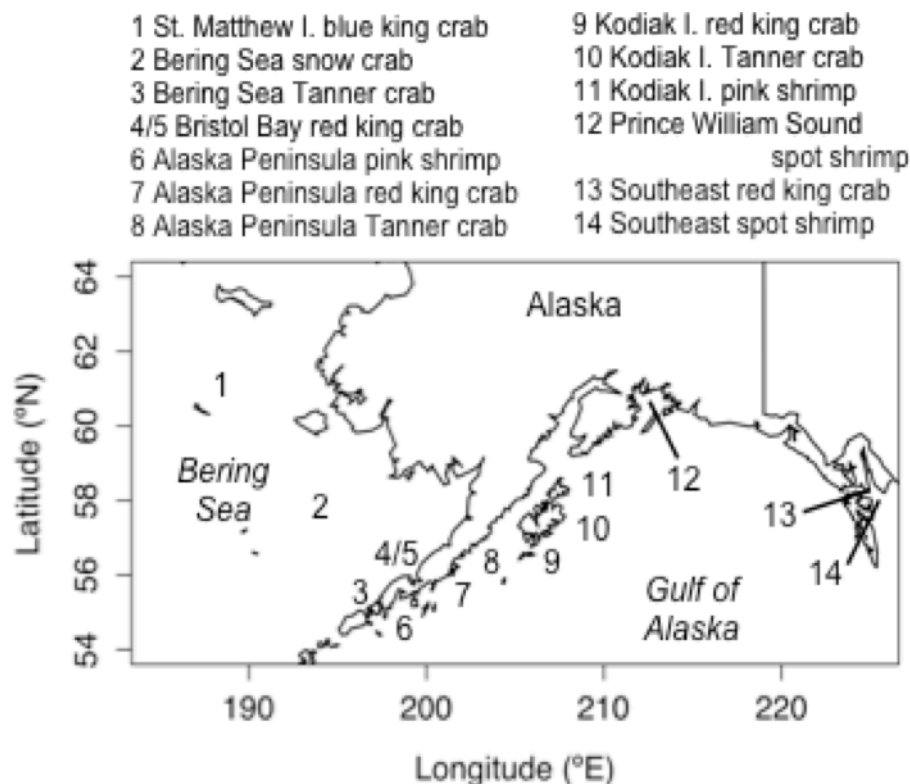 1 St. Matthew I. blue king crab
2 Bering Sea snow crab
3 Bering Sea Tanner crab
4/5 Bristol Bay red king crab
6 Alaska Peninsula pink shrimp
7 Alaska Peninsula red king crab
8 Alaska Peninsula Tanner crab
9 Kodiak I. red king crab
10 Kodiak I. Tanner crab
11 Kodiak I. pink shrimp
12 Prince William Sound
spot shrimp
13 Southeast red king crab
14 Southeast spot shrimp
64
62
60
58
56
54
Latitude (ºN)
Alaska
1
Bering
Sea
2
11
12
10
13
4/5
8
9
14
3
7
6
Gulf of
Alaska
190
200
210
220
Longitude (ºE)